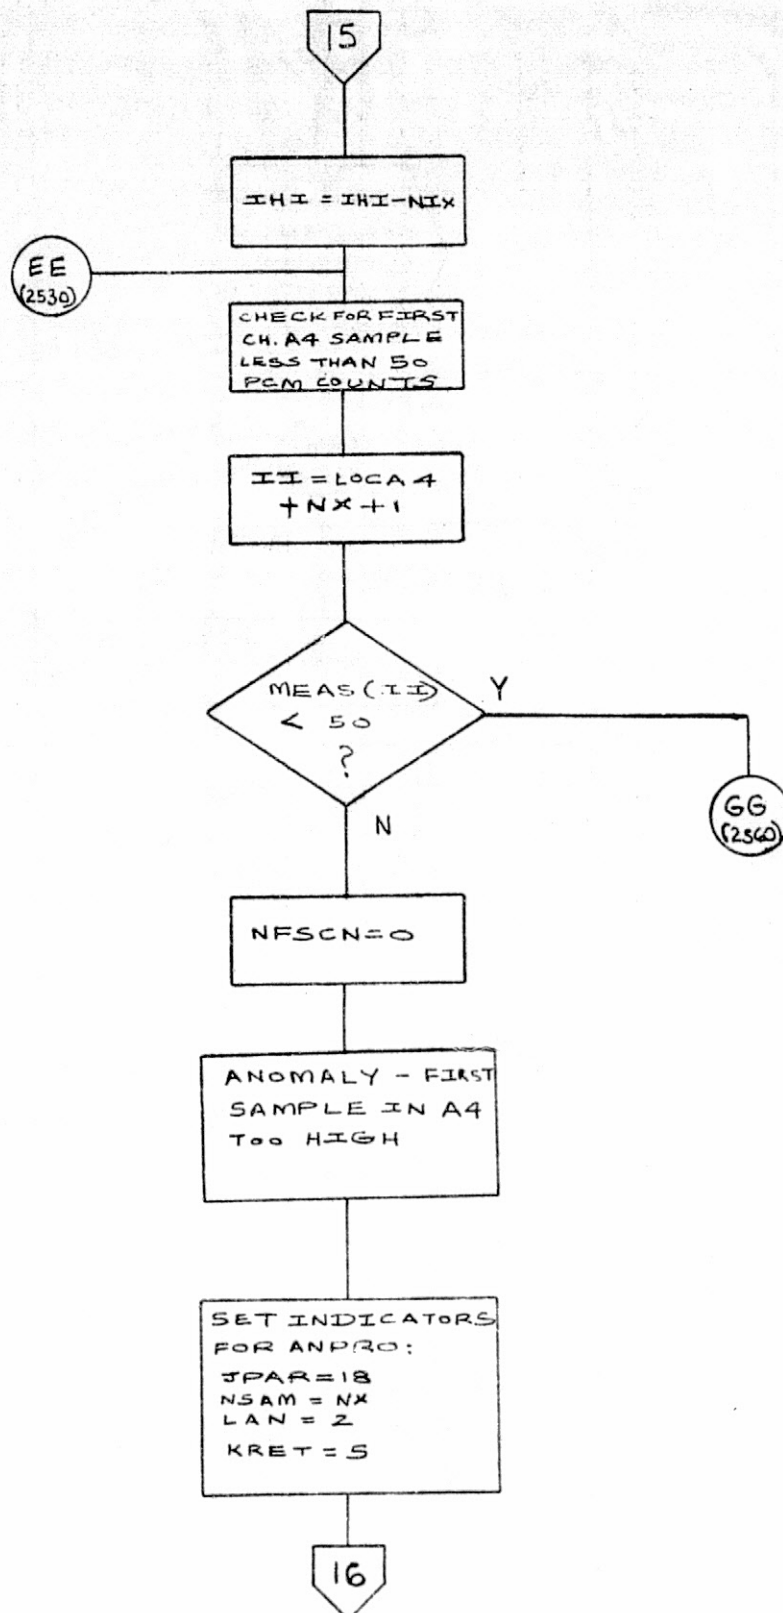 15
IHI = IHI-NIX
EE
(2530)
CHECK FOR FIRST
CH. A4 SAMPLE
LESS THAN 50
PCM COUNTS
II = LOCA4
+ NX + 1
MEAS(II)
< 50
?
Y
GG
(2560)
N
NFSCN=0
ANOMALY - FIRST
SAMPLE IN A4
TOO HIGH
SET INDICATORS
FOR ANPRO:
JPAR=18
NSAM = NX
LAN = 2
KRET = 5
16